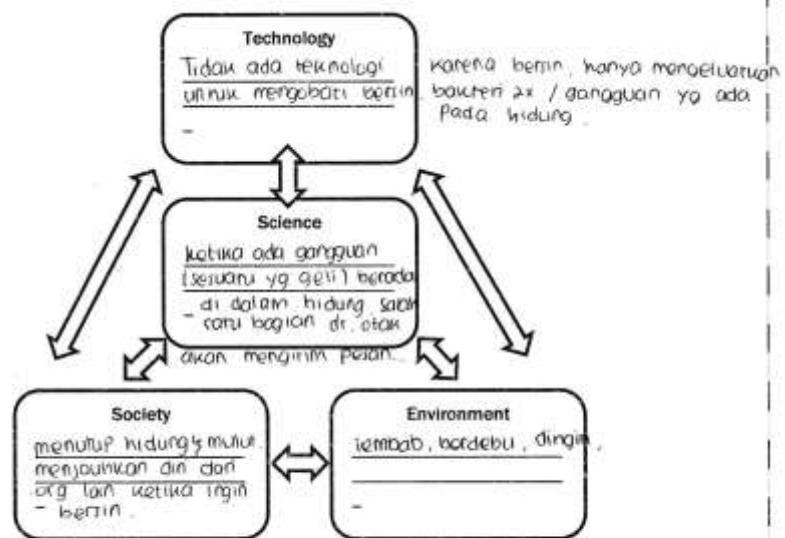 Technology
Tidak ada teknologi
untuk mengobati bersin.
-
karena bersin, hanya mengeluarkan
bakteri 2x / gangguan yg ada
Pada hidung.
Science
ketika ada gangguan
(sesuatu yg geli) berada
di dalam hidung salah
- satu bagian dr. otak
akan mengirim pesan.
Society
menutup hidung & mulut.
menjauhkan diri dari
org lain ketika ingin
- bersin.
Environment
lembab, berdebu, dingin.
-